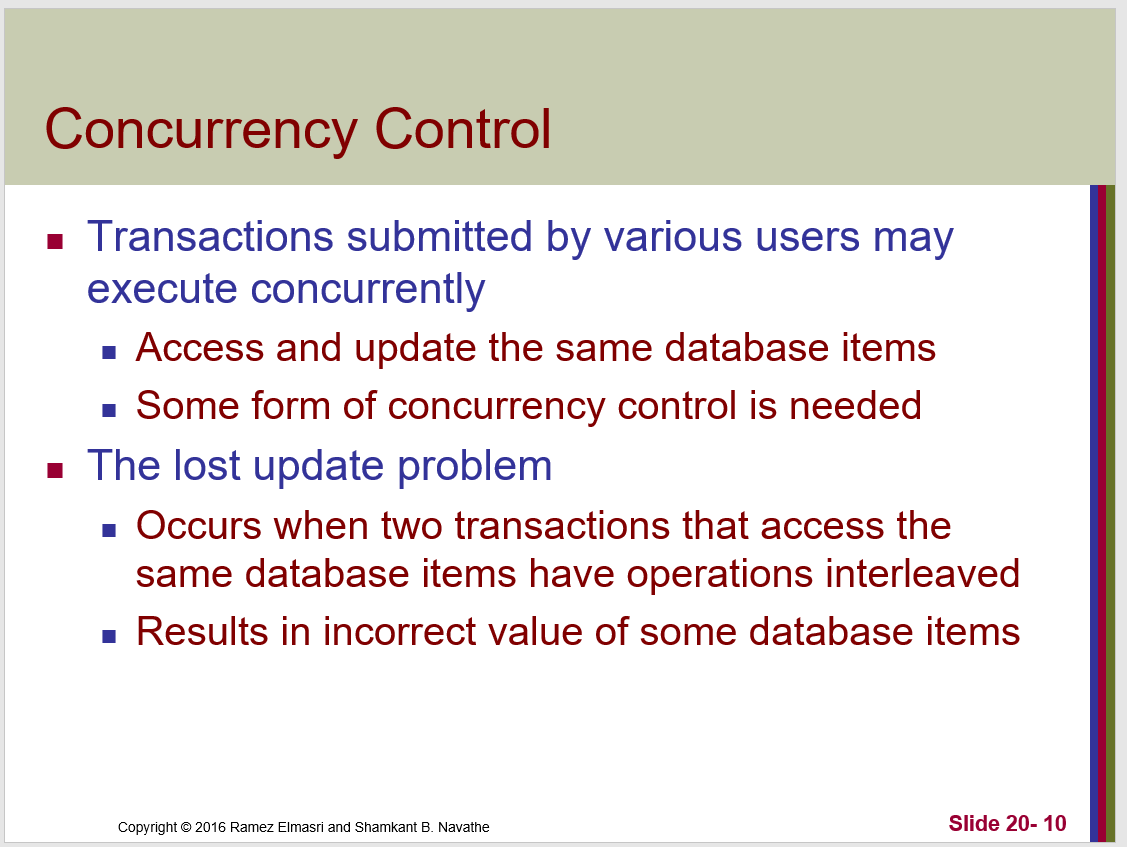 Concurrency Control
Transactions submitted by various users may
execute concurrently
Access and update the same database items
Some form of concurrency control is needed
The lost update problem
Occurs when two transactions that access the
same database items have operations interleaved
Results in incorrect value of some database items
Copyright © 2016 Ramez Elmasri and Shamkant B. Navathe
Slide 20- 10